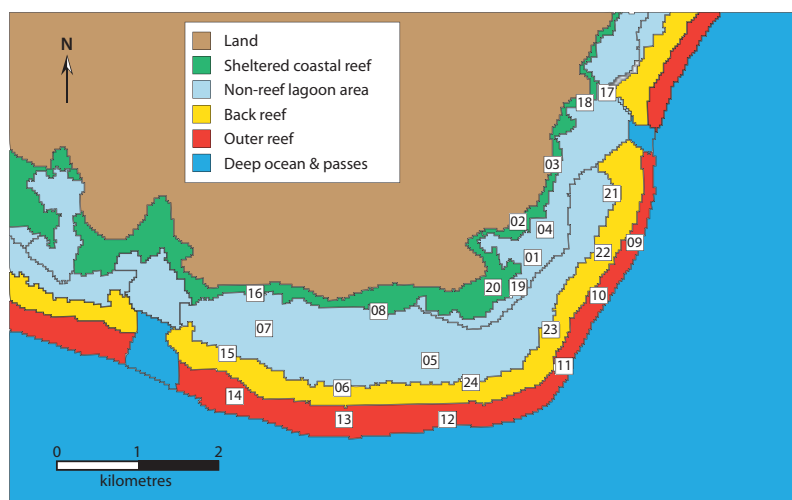 N
Land
Sheltered coastal reef
Non-reef lagoon area
Back reef
Outer reef
Deep ocean & passes
17
18
03
21
02
04
09
01
22
20
19
10
16
08
07
23
15
05
11
06
24
14
13
12
0 1 2
kilometres